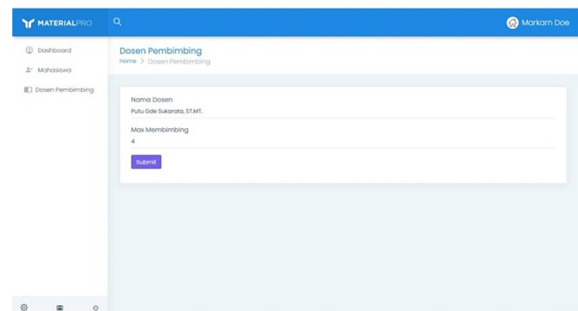 MATERIALPRO
Markarn Doe
Dashboard
Mahasiswa
Dosen Pembimbing
Dosen Pembimbing
Home > Dosen Pembimbing
Nama Dosen
Putu Gde Sukarata, ST.MT.
Max Membimbing
4
Submit